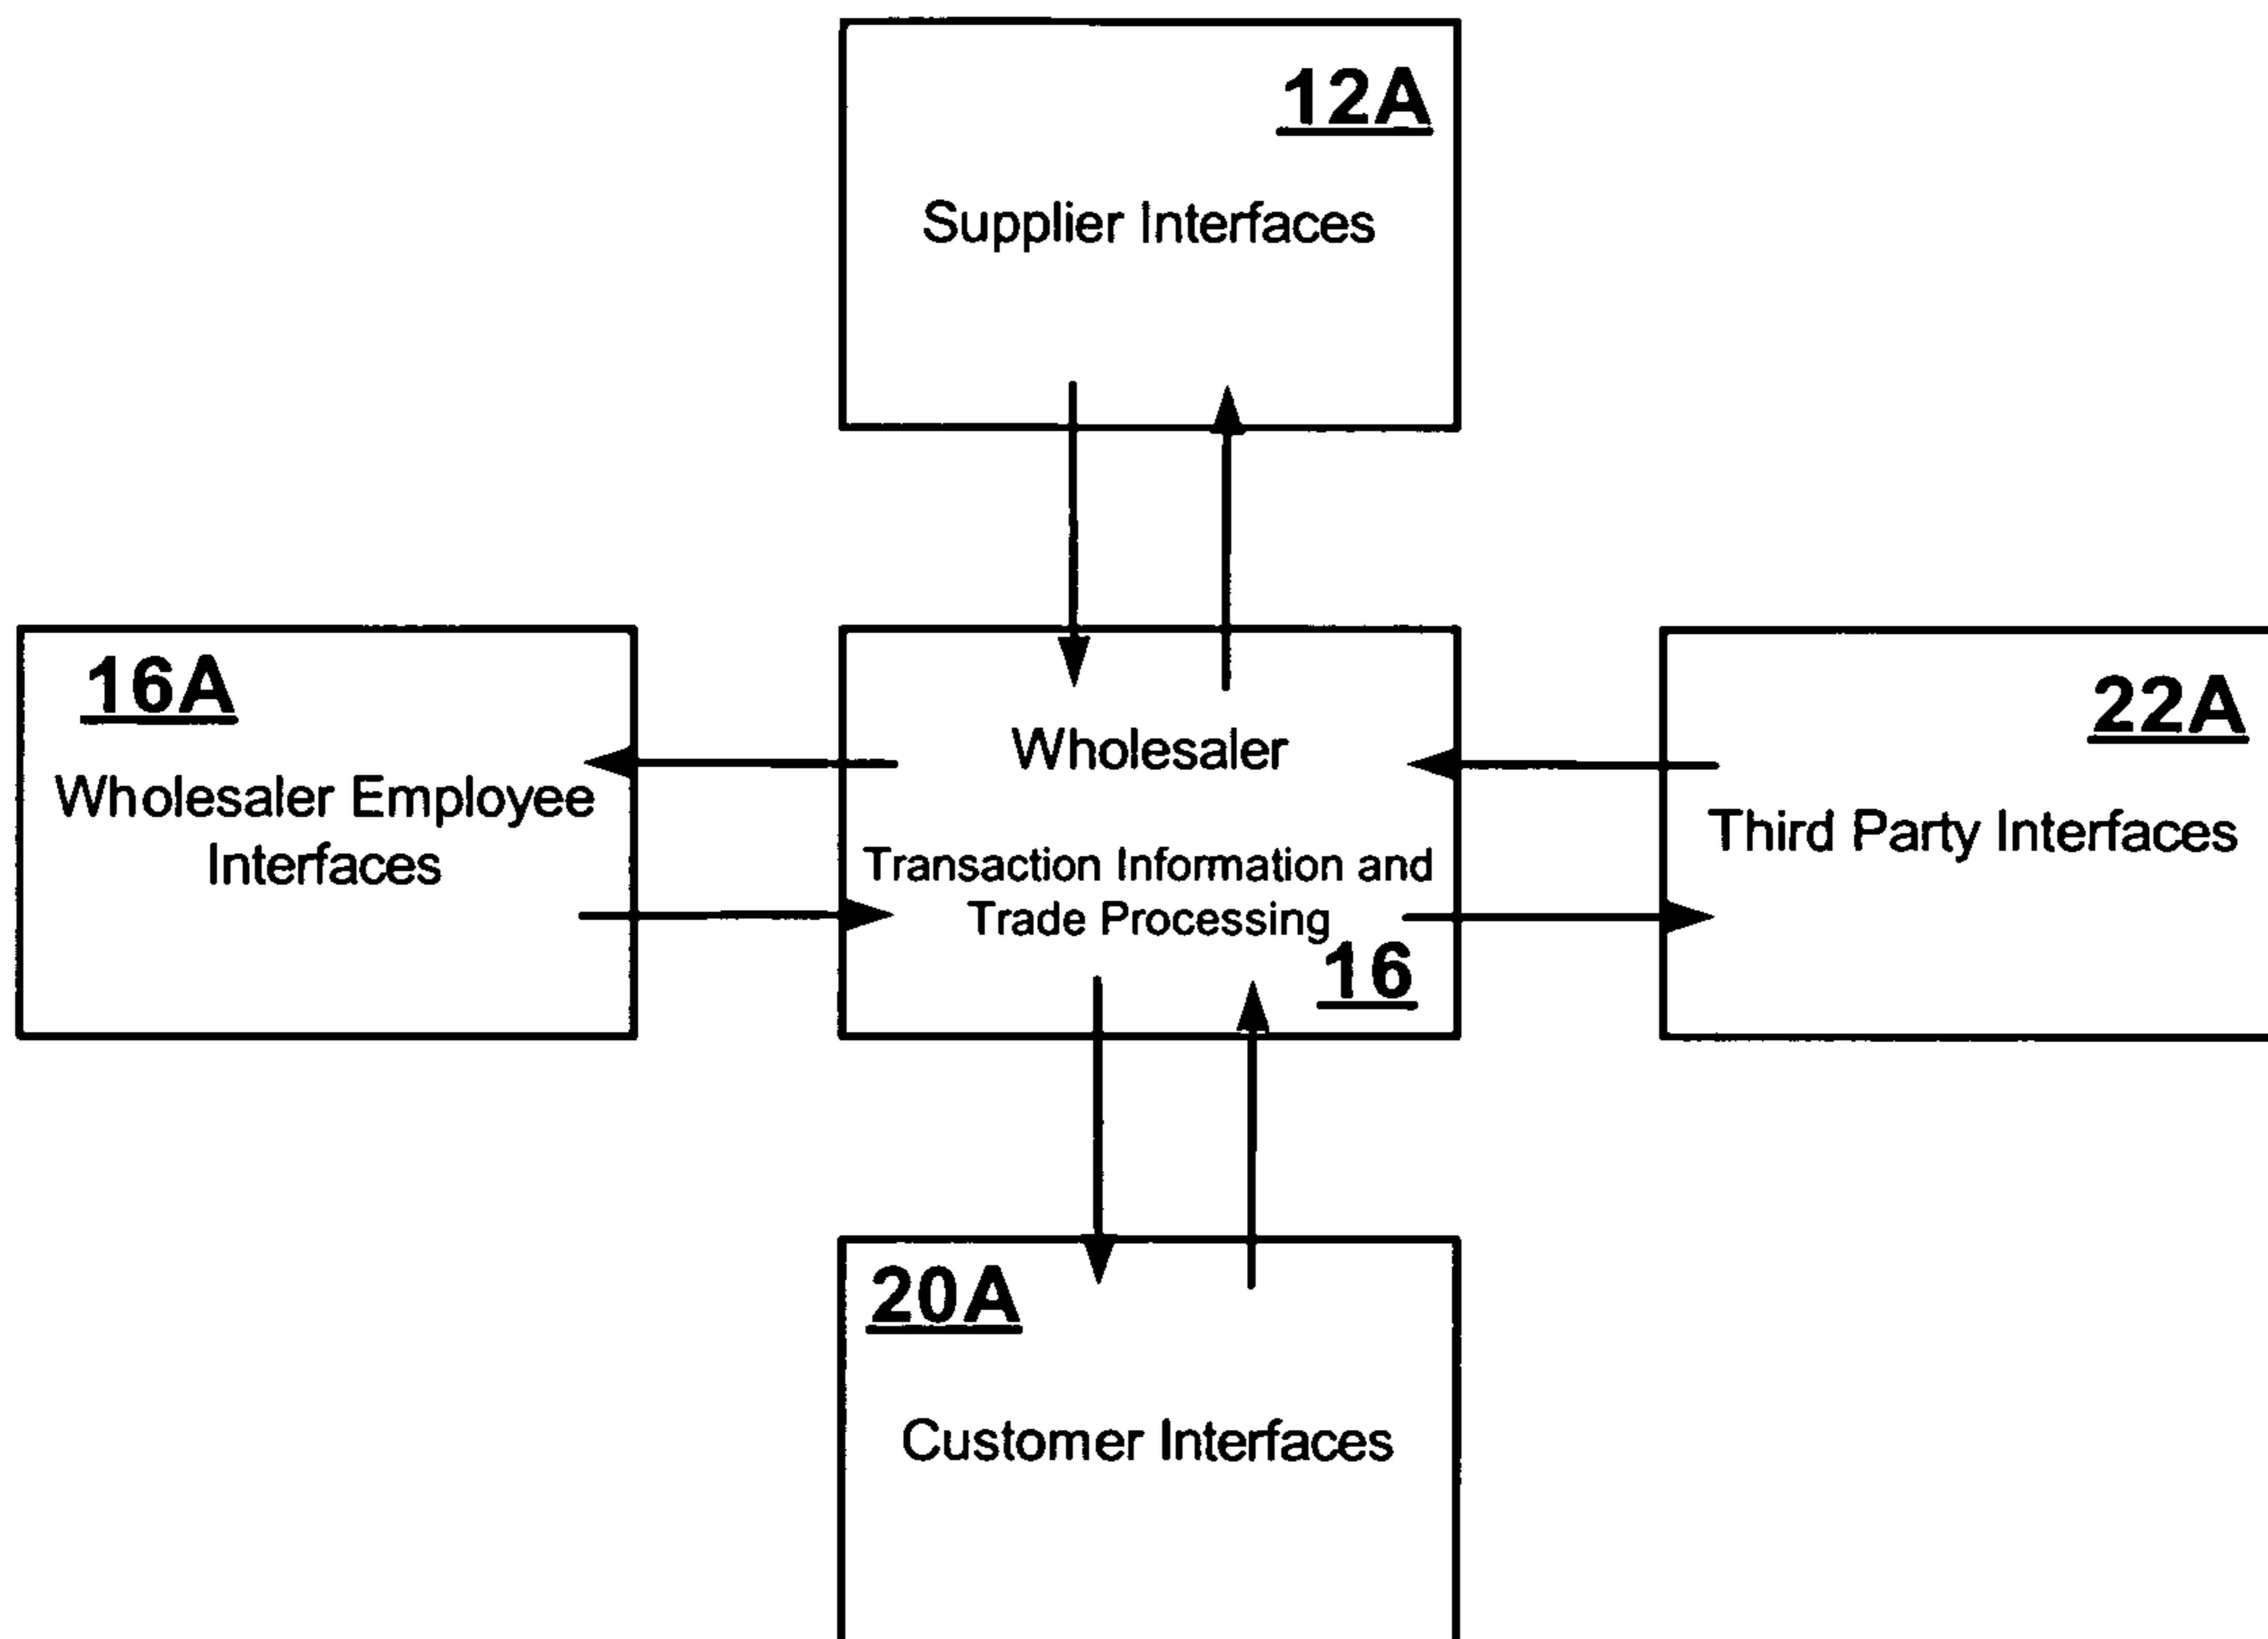 12A
Supplier Interfaces
16A
Wholesaler Employee
Interfaces
Wholesaler
Transaction Information and
Trade Processing
16
22A
Third Party Interfaces
20A
Customer Interfaces